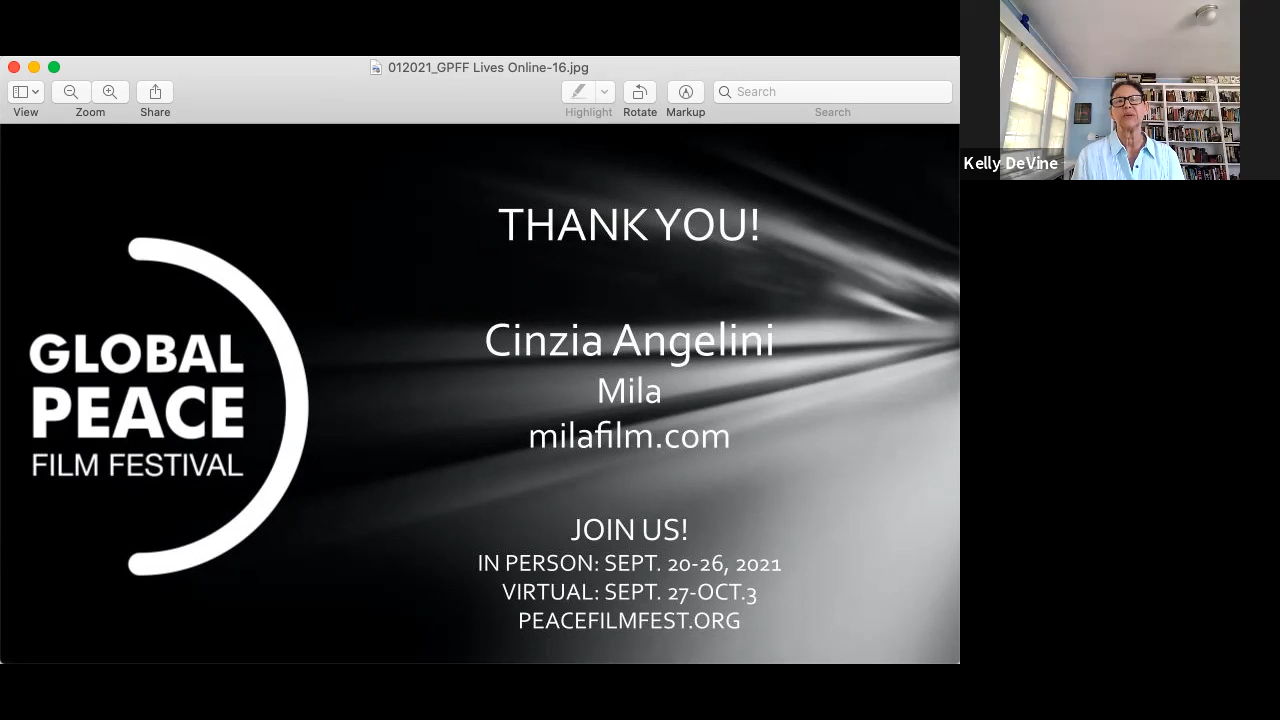 012021_GPFF Lives Online-16.jpg
View
Zoom
Share
Highlight
Rotate
Markup
Search
Search
Kelly DeVine
GLOBAL
PEACE
FILM FESTIVAL
THANK YOU!
Cinzia Angelini
Mila
milafilm.com
JOIN US!
IN PERSON: SEPT. 20-26, 2021
VIRTUAL: SEPT. 27-OCT.3
PEACEFILMFEST.ORG